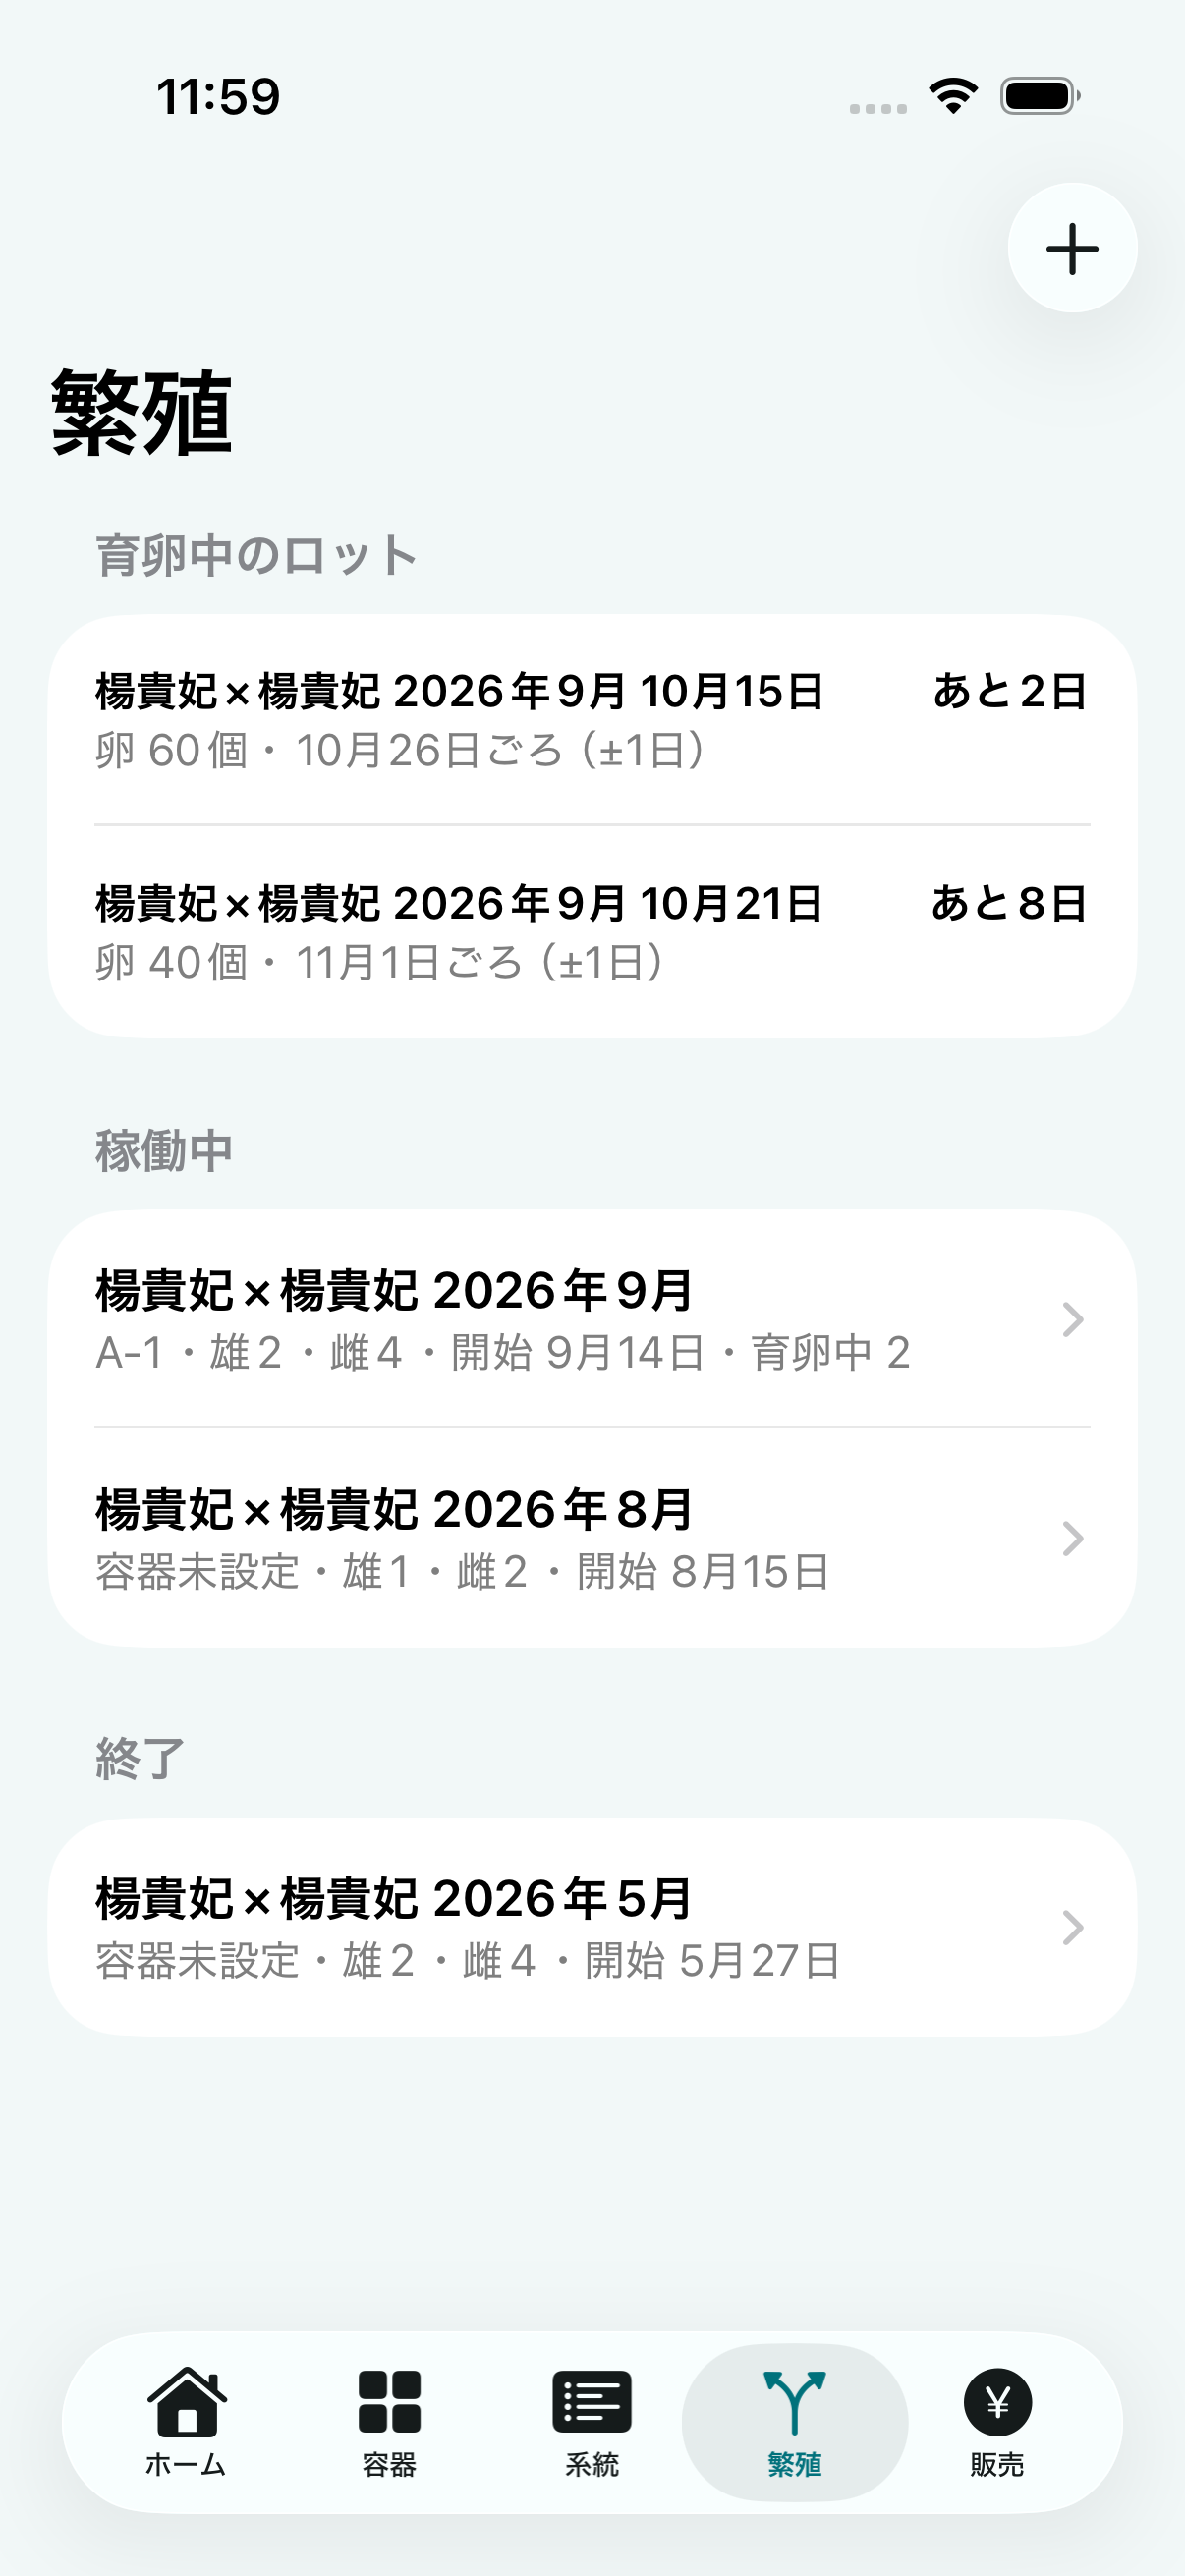 11:59
繁殖
育卵中のロット
楊貴妃×楊貴妃 2026年9月 10月15日 あと2日
卵 60個・10月26日ごろ（±1日）
楊貴妃×楊貴妃 2026年9月 10月21日 あと8日
卵 40個・11月1日ごろ（±1日）
稼働中
楊貴妃×楊貴妃 2026年9月
A-1・雄2・雌4・開始 9月14日・育卵中 2
楊貴妃×楊貴妃 2026年8月
容器未設定・雄1・雌2・開始 8月15日
終了
楊貴妃×楊貴妃 2026年5月
容器未設定・雄2・雌4・開始 5月27日
ホーム 容器 系統 繁殖 販売